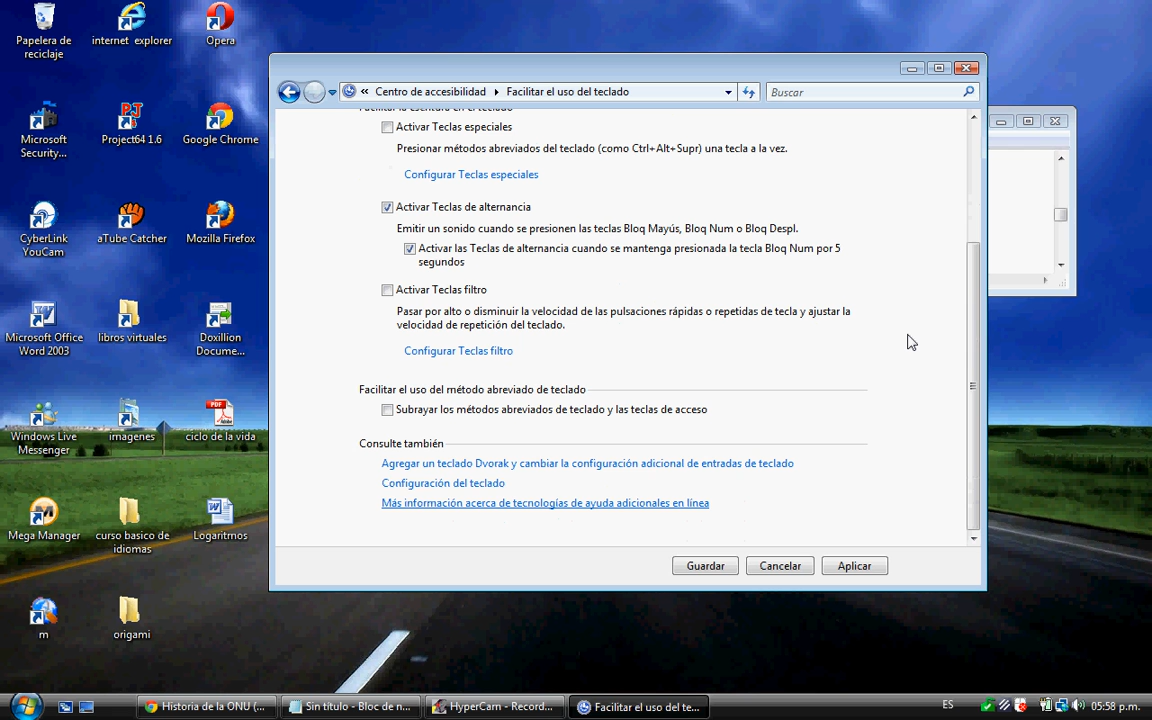 Papelera de
reciclaje
internet explorer
Opera
Microsoft
Security...
Project64 1.6
Google Chrome
CyberLink
YouCam
aTube Catcher
Mozilla Firefox
Microsoft Office
Word 2003
libros virtuales
Doxillion
Docume...
Windows Live
Messenger
imagenes
PDF
Adobe
ciclo de la vida
Mega Manager
curso basico de
idiomas
Logaritmos
m
origami
« Centro de accesibilidad Facilitar el uso del teclado
Buscar
Facilitar la escritura en el teclado
Activar Teclas especiales
Presionar métodos abreviados del teclado (como Ctrl+Alt+Supr) una tecla a la vez.
Configurar Teclas especiales
Activar Teclas de alternancia
Emitir un sonido cuando se presionen las teclas Bloq Mayús, Bloq Num o Bloq Despl.
Activar las Teclas de alternancia cuando se mantenga presionada la tecla Bloq Num por 5
segundos
Activar Teclas filtro
Pasar por alto o disminuir la velocidad de las pulsaciones rápidas o repetidas de tecla y ajustar la
velocidad de repetición del teclado.
Configurar Teclas filtro
Facilitar el uso del método abreviado de teclado
Subrayar los métodos abreviados de teclado y las teclas de acceso
Consulte también
Agregar un teclado Dvorak y cambiar la configuración adicional de entradas de teclado
Configuración del teclado
Más información acerca de tecnologías de ayuda adicionales en línea
Guardar
Cancelar
Aplicar
Historia de la ONU (...
Sin título - Bloc de n...
HyperCam - Record...
Facilitar el uso del te...
ES
05:58 p.m.